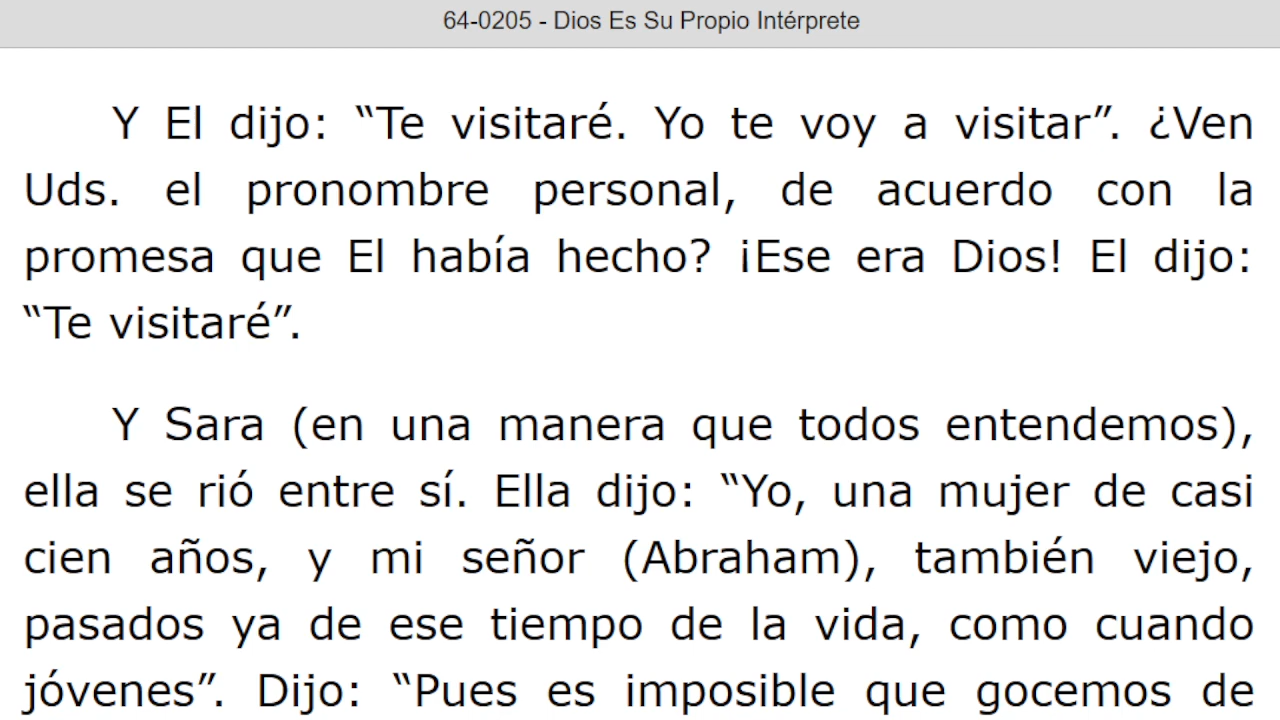 64-0205 - Dios Es Su Propio Intérprete
Y El dijo: “Te visitaré. Yo te voy a visitar”. ¿Ven
Uds. el pronombre personal, de acuerdo con la
promesa que El había hecho? ¡Ese era Dios! El dijo:
“Te visitaré”.
Y Sara (en una manera que todos entendemos),
ella se rió entre sí. Ella dijo: “Yo, una mujer de casi
cien años, y mi señor (Abraham), también viejo,
pasados ya de ese tiempo de la vida, como cuando
jóvenes”. Dijo: “Pues es imposible que gocemos de